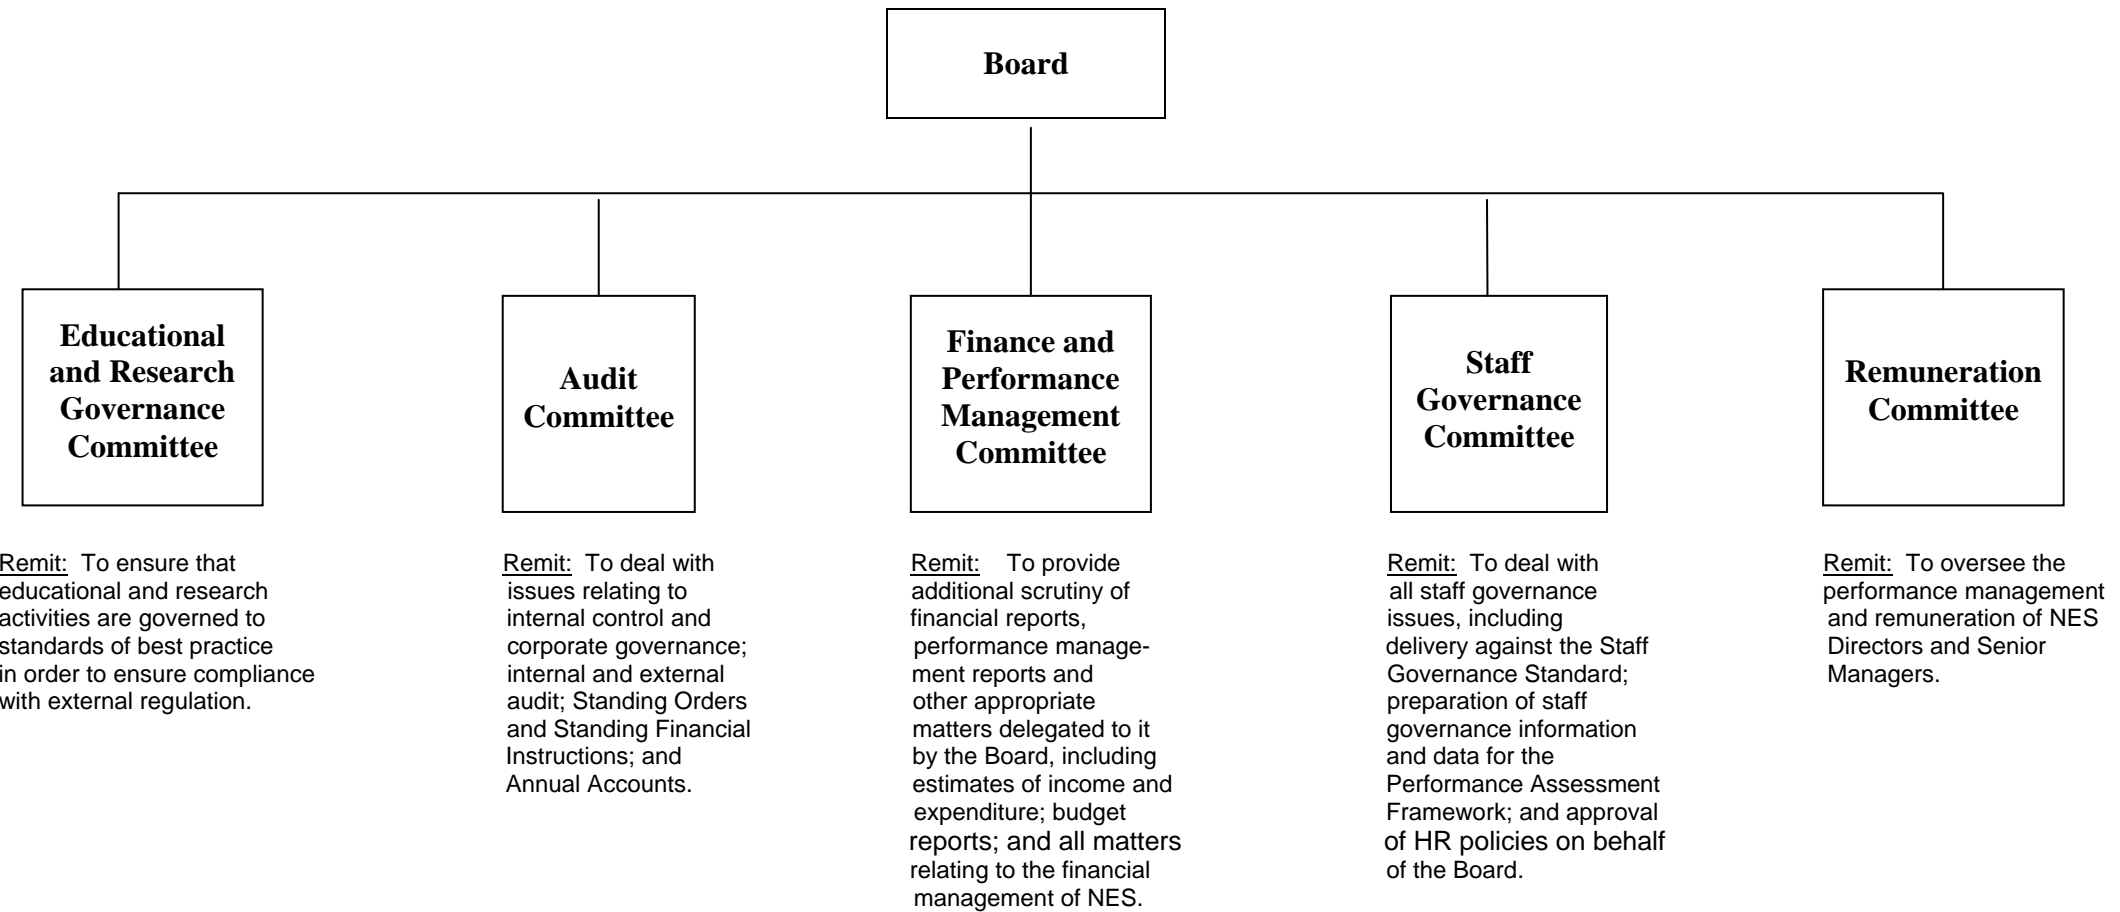 Board
Educational
and Research
Governance
Committee
Audit
Committee
Finance and
Performance
Management
Committee
Staff
Governance
Committee
Remuneration
Committee
Remit: To ensure that
educational and research
activities are governed to
standards of best practice
in order to ensure compliance
with external regulation.
Remit: To deal with
issues relating to
internal control and
corporate governance;
internal and external
audit; Standing Orders
and Standing Financial
Instructions; and
Annual Accounts.
Remit: To provide
additional scrutiny of
financial reports,
performance manage-
ment reports and
other appropriate
matters delegated to it
by the Board, including
estimates of income and
expenditure; budget
reports; and all matters
relating to the financial
management of NES.
Remit: To deal with
all staff governance
issues, including
delivery against the Staff
Governance Standard;
preparation of staff
governance information
and data for the
Performance Assessment
Framework; and approval
of HR policies on behalf
of the Board.
Remit: To oversee the
performance management
and remuneration of NES
Directors and Senior
Managers.